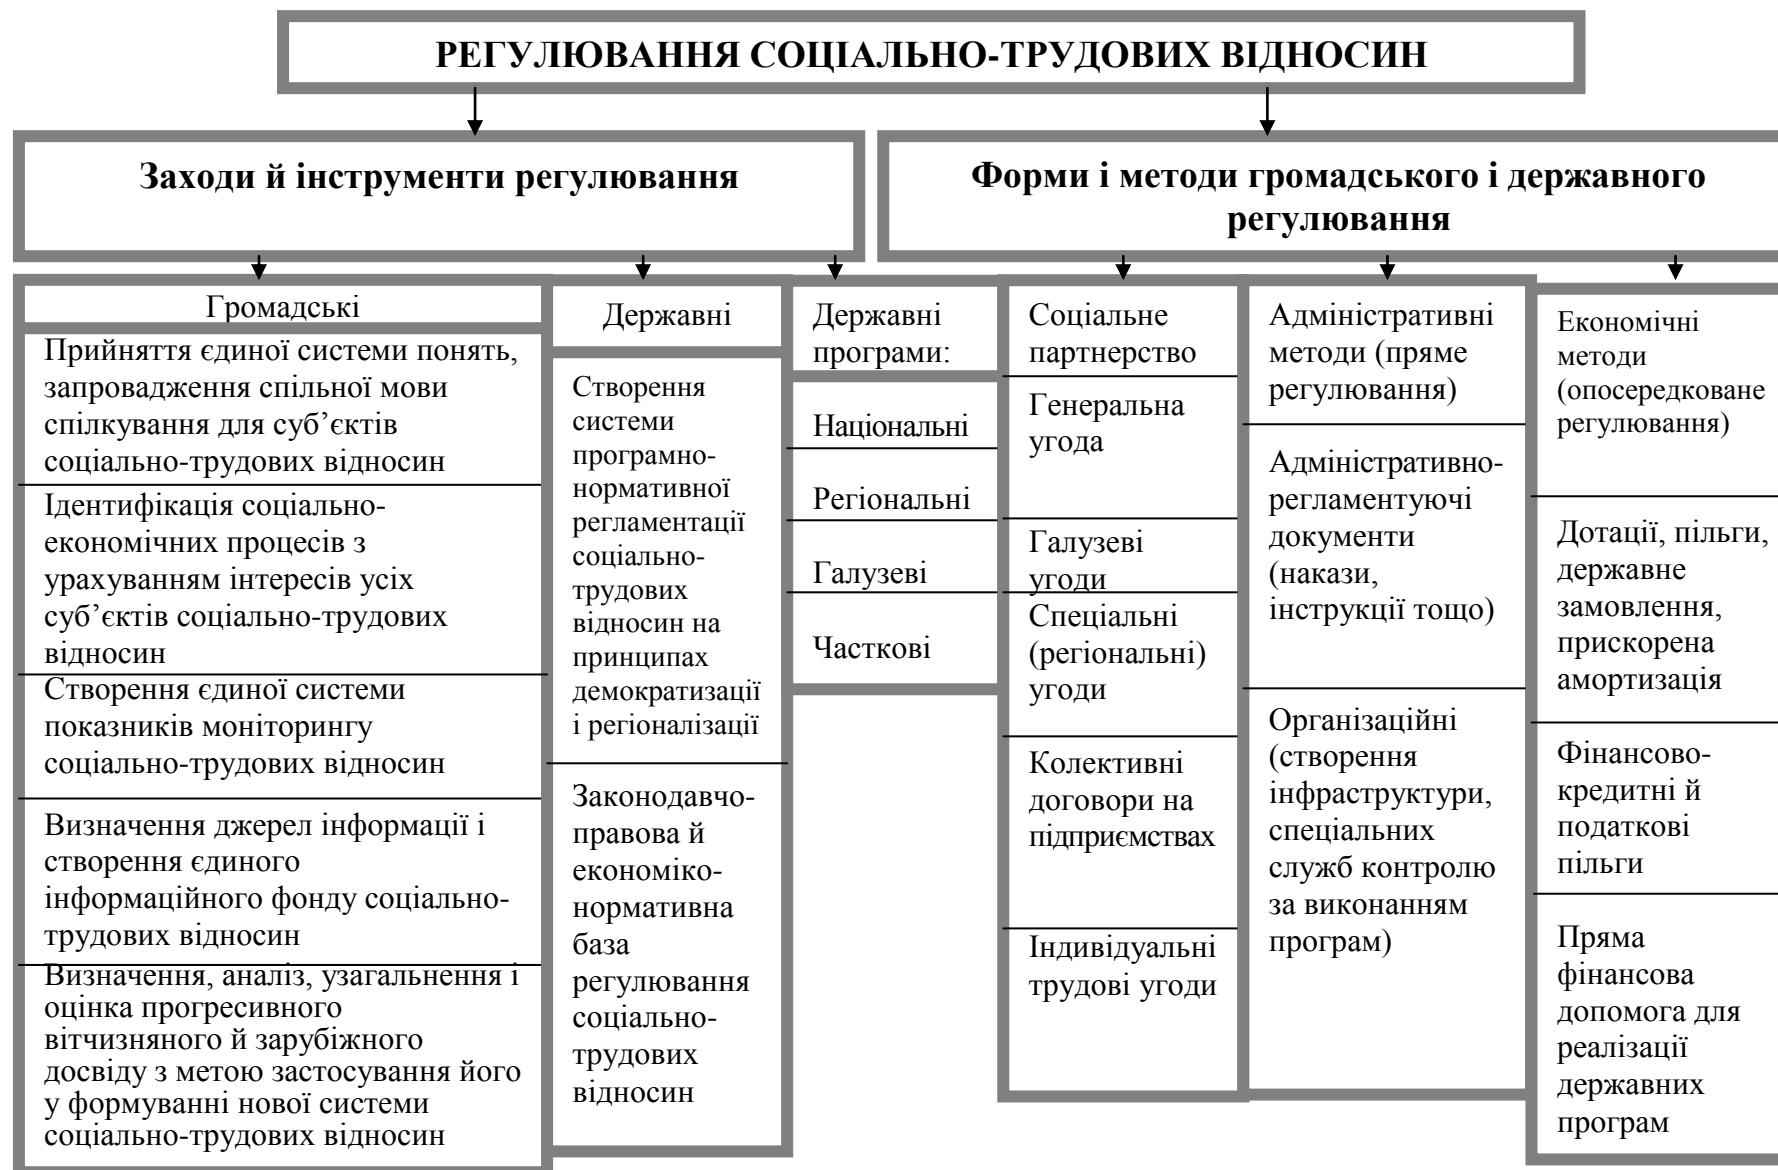 РЕГУЛЮВАННЯ СОЦІАЛЬНО-ТРУДОВИХ ВІДНОСИН
Заходи й інструменти регулювання
Форми і методи громадського і державного
регулювання
Громадські
Прийняття єдиної системи понять,
запровадження спільної мови
спілкування для суб’єктів
соціально-трудових відносин
Ідентифікація соціально-
економічних процесів з
урахуванням інтересів усіх
суб’єктів соціально-трудових
відносин
Створення єдиної системи
показників моніторингу
соціально-трудових відносин
Визначення джерел інформації і
створення єдиного
інформаційного фонду соціально-
трудових відносин
Визначення, аналіз, узагальнення і
оцінка прогресивного
вітчизняного й зарубіжного
досвіду з метою застосування його
у формуванні нової системи
соціально-трудових відносин
Державні
Створення
системи
програмно-
нормативної
регламентації
соціально-
трудових
відносин на
принципах
демократизації
і регіоналізації
Законодавчо-
правова й
економіко-
нормативна
база
регулювання
соціально-
трудових
відносин
Державні
програми:
Національні
Регіональні
Галузеві
Часткові
Соціальне
партнерство
Генеральна
угода
Галузеві
угоди
Спеціальні
(регіональні)
угоди
Колективні
договори на
підприємствах
Індивідуальні
трудові угоди
Адміністративні
методи (пряме
регулювання)
Адміністративно-
регламентуючі
документи
(накази,
інструкції тощо)
Організаційні
(створення
інфраструктури,
спеціальних
служб контролю
за виконанням
програм)
Економічні
методи
(опосередковане
регулювання)
Дотації, пільги,
державне
замовлення,
прискорена
амортизація
Фінансово-
кредитні й
податкові
пільги
Пряма
фінансова
допомога для
реалізації
державних
програм